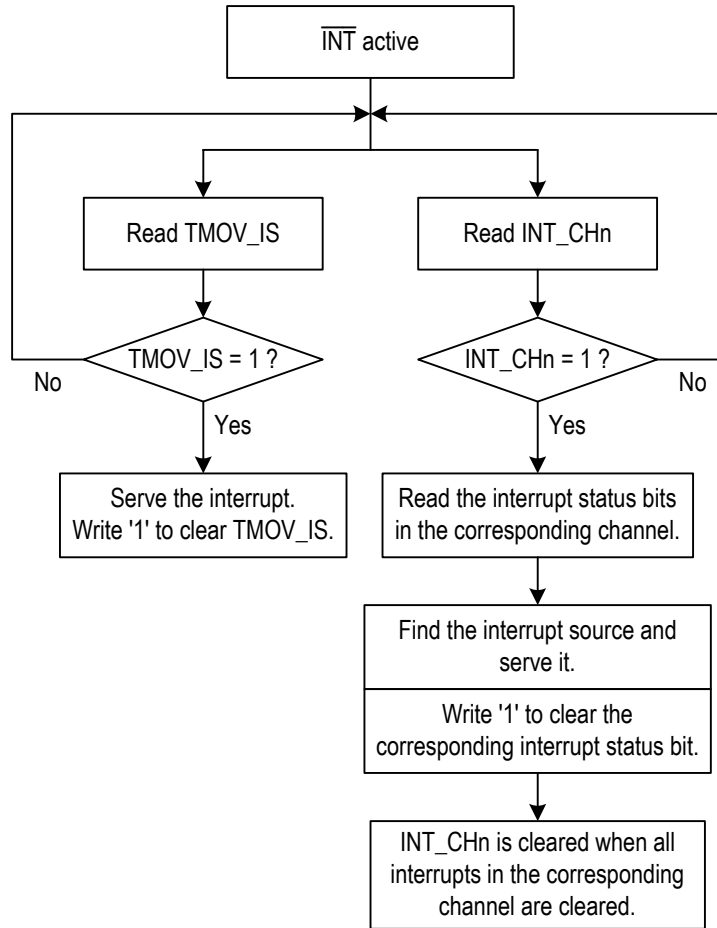 INT active
Read TMOV_IS
Read INT_CHn
TMOV_IS = 1 ?
INT_CHn = 1 ?
No
No
Yes
Yes
Serve the interrupt.
Write '1' to clear TMOV_IS.
Read the interrupt status bits
in the corresponding channel.
Find the interrupt source and
serve it.
Write '1' to clear the
corresponding interrupt status bit.
INT_CHn is cleared when all
interrupts in the corresponding
channel are cleared.